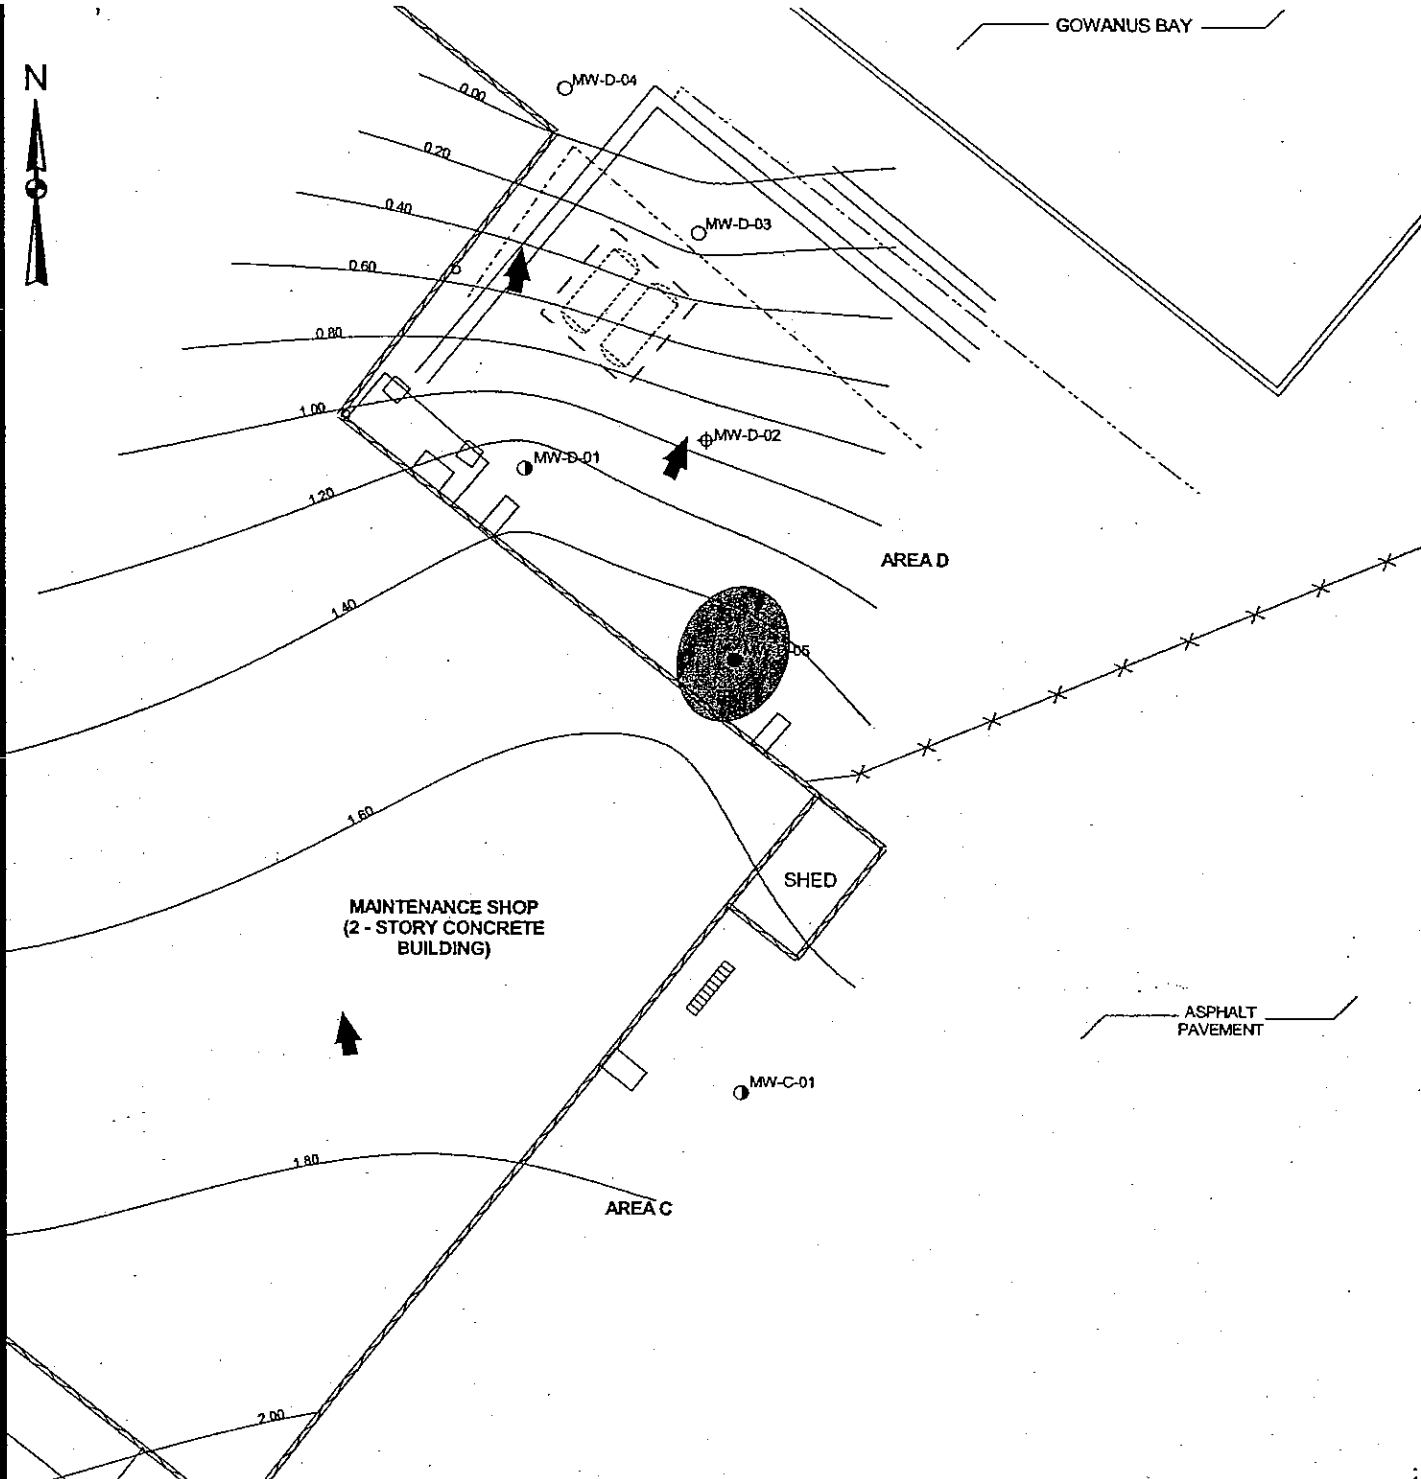 GOWANUS BAY
N
MW-D-04
0.00
0.20
0.40
MW-D-03
0.60
0.80
1.00
MW-D-02
MW-D-01
1.20
AREA D
1.40
MW-D-05
1.60
SHED
MAINTENANCE SHOP
(2 - STORY CONCRETE
BUILDING)
ASPHALT
PAVEMENT
MW-C-01
1.80
AREA C
2.00